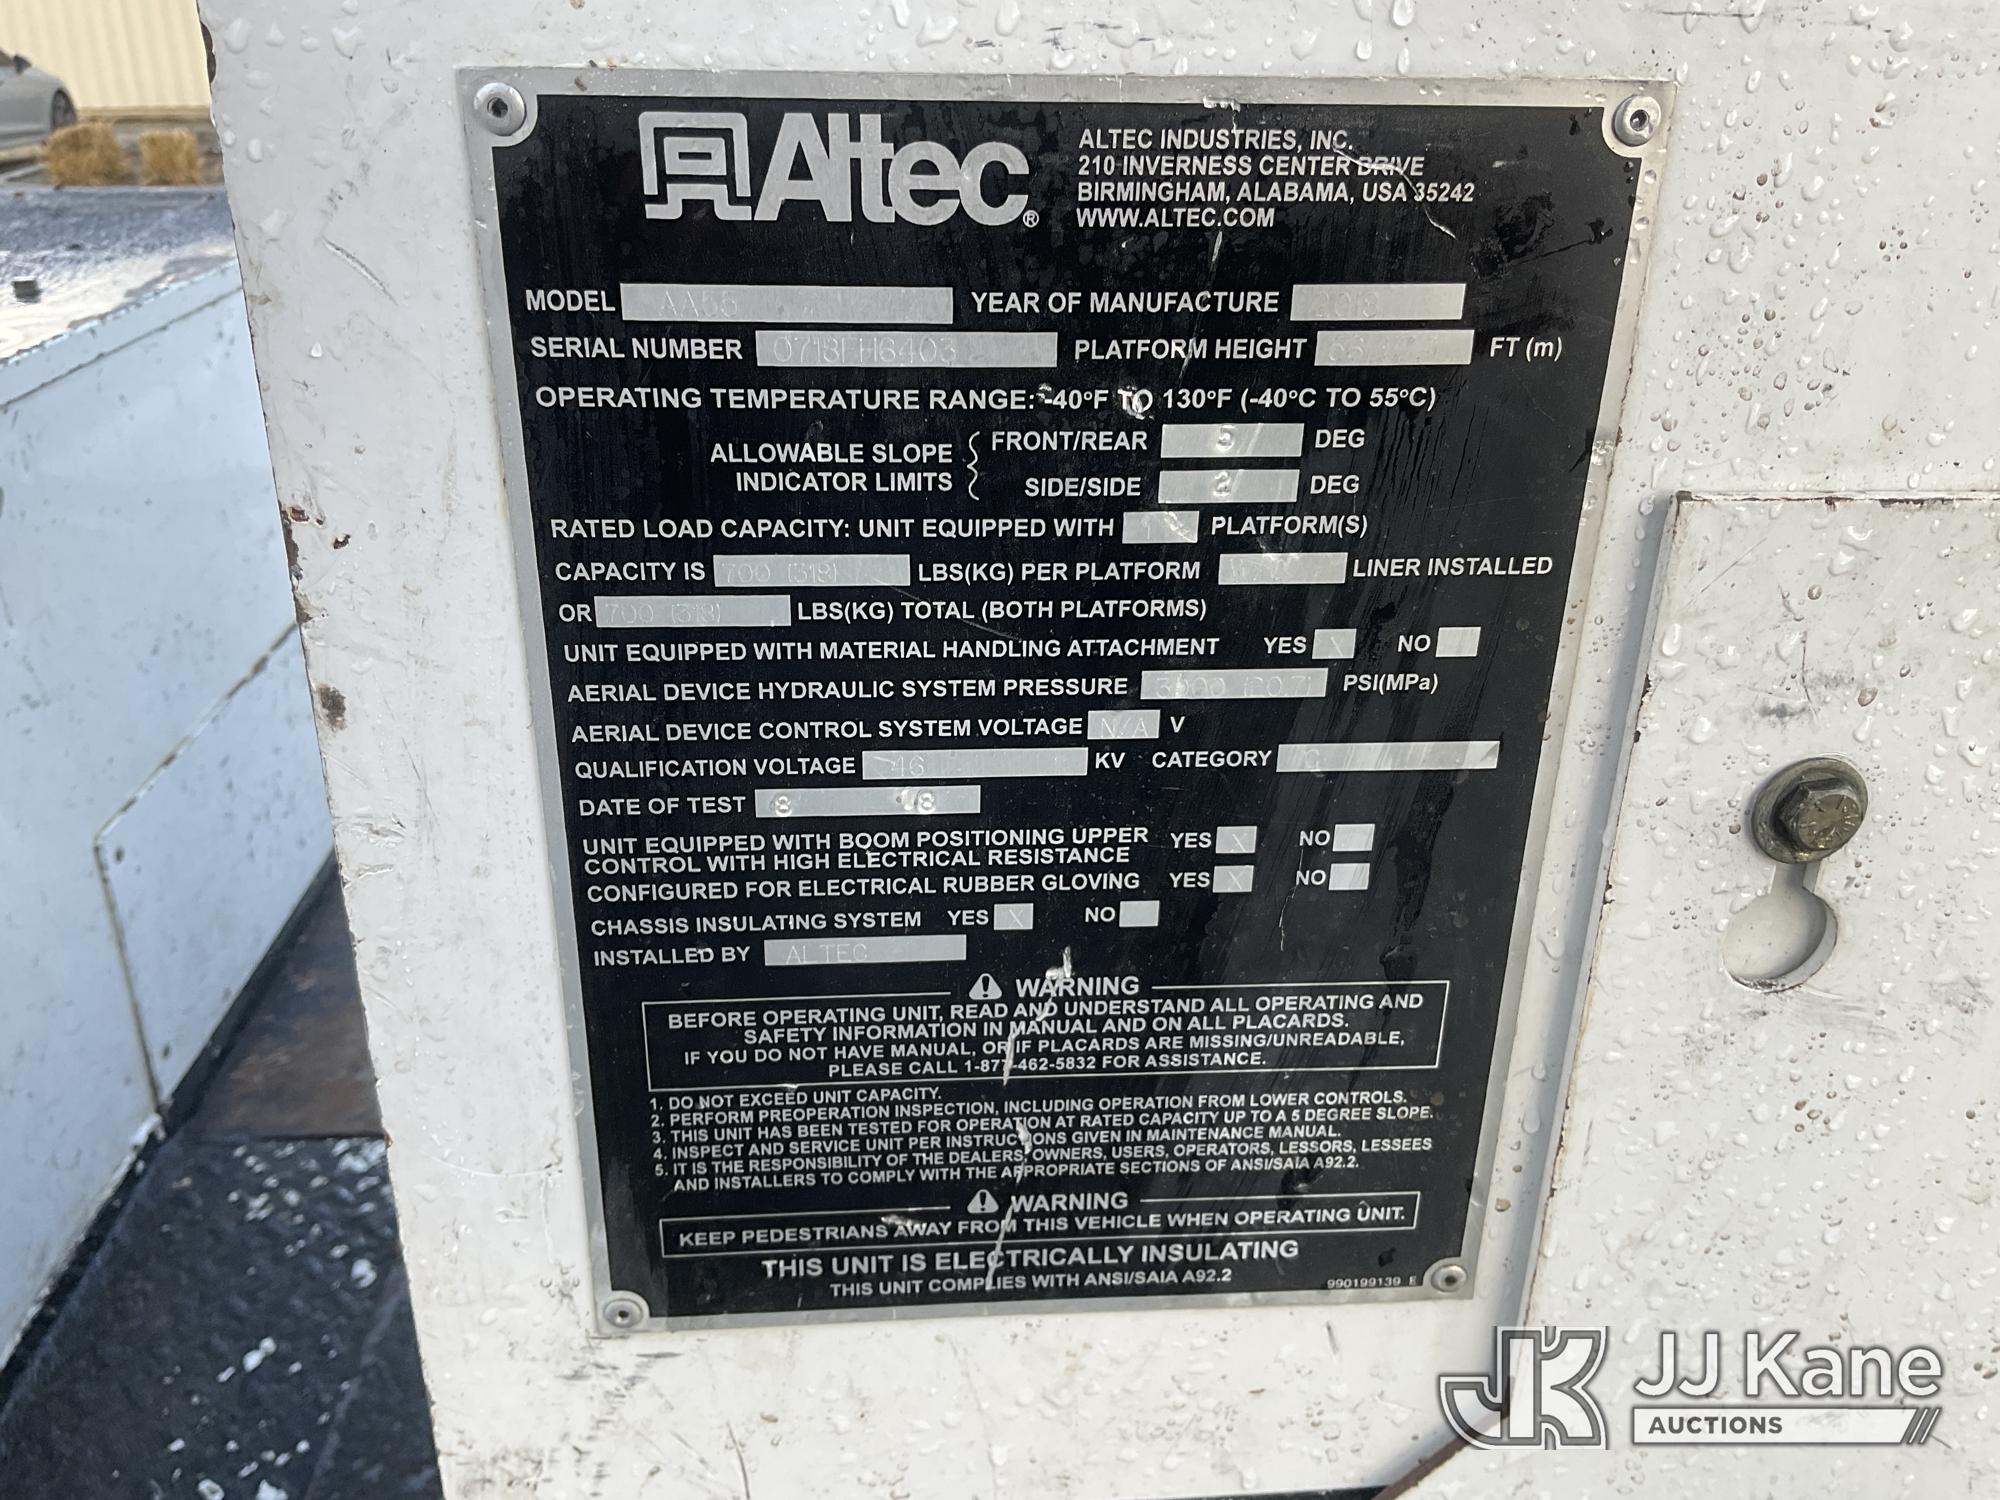 Altec®
ALTEC INDUSTRIES, INC.
210 INVERNESS CENTER DRIVE
BIRMINGHAM, ALABAMA, USA 35242
WWW.ALTEC.COM
MODEL AA55 YEAR OF MANUFACTURE 2018
SERIAL NUMBER 0718FH6403 PLATFORM HEIGHT FT (m)
OPERATING TEMPERATURE RANGE: -40ºF TO 130ºF (-40ºC TO 55ºC)
ALLOWABLE SLOPE INDICATOR LIMITS
FRONT/REAR 5 DEG
SIDE/SIDE DEG
RATED LOAD CAPACITY: UNIT EQUIPPED WITH 1 PLATFORM(S)
CAPACITY IS 700 (318) LBS(KG) PER PLATFORM LINER INSTALLED
OR 700 (318) LBS(KG) TOTAL (BOTH PLATFORMS)
UNIT EQUIPPED WITH MATERIAL HANDLING ATTACHMENT YES X NO
AERIAL DEVICE HYDRAULIC SYSTEM PRESSURE 3000 (20.7) PSI(MPa)
AERIAL DEVICE CONTROL SYSTEM VOLTAGE N/A V
QUALIFICATION VOLTAGE 46 KV CATEGORY C
DATE OF TEST 8 18
UNIT EQUIPPED WITH BOOM POSITIONING UPPER YES X NO
CONTROL WITH HIGH ELECTRICAL RESISTANCE
CONFIGURED FOR ELECTRICAL RUBBER GLOVING YES X NO
CHASSIS INSULATING SYSTEM YES X NO
INSTALLED BY ALTEC
WARNING
BEFORE OPERATING UNIT, READ AND UNDERSTAND ALL OPERATING AND
SAFETY INFORMATION IN MANUAL AND ON ALL PLACARDS.
IF YOU DO NOT HAVE MANUAL, OR IF PLACARDS ARE MISSING/UNREADABLE,
PLEASE CALL 1-877-462-5832 FOR ASSISTANCE.
1. DO NOT EXCEED UNIT CAPACITY.
2. PERFORM PREOPERATION INSPECTION, INCLUDING OPERATION FROM LOWER CONTROLS.
3. THIS UNIT HAS BEEN TESTED FOR OPERATION AT RATED CAPACITY UP TO A 5 DEGREE SLOPE.
4. INSPECT AND SERVICE UNIT PER INSTRUCTIONS GIVEN IN MAINTENANCE MANUAL.
5. IT IS THE RESPONSIBILITY OF THE DEALERS, OWNERS, USERS, OPERATORS, LESSORS, LESSEES
AND INSTALLERS TO COMPLY WITH THE APPROPRIATE SECTIONS OF ANSI/SAIA A92.2.
WARNING
KEEP PEDESTRIANS AWAY FROM THIS VEHICLE WHEN OPERATING UNIT.
THIS UNIT IS ELECTRICALLY INSULATING
THIS UNIT COMPLIES WITH ANSI/SAIA A92.2
990199139 E
JK JJ Kane
AUCTIONS